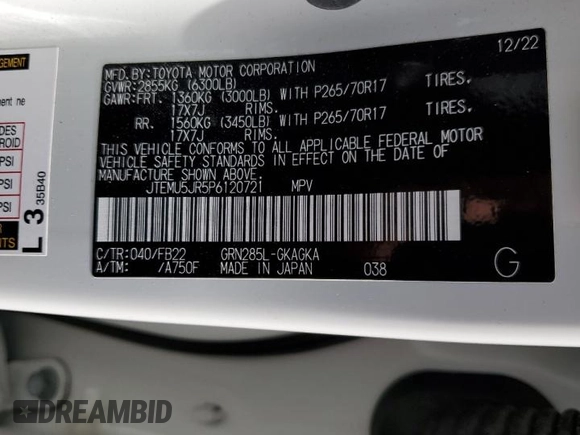 12/22
MFD.BY:TOYOTA MOTOR CORPORATION
GVWR:2855KG (6300LB)
GAWR:FRT. 1360KG (3000LB) WITH P265/70R17 TIRES.
17X7J RIMS.
RR. 1560KG (3450LB) WITH P265/70R17 TIRES.
17X7J RIMS.
THIS VEHICLE CONFORMS TO ALL APPLICABLE FEDERAL MOTOR
VEHICLE SAFETY STANDARDS IN EFFECT ON THE DATE OF
MANUFACTURE SHOWN ABOVE.
JTEMU5JR5P6120721 MPV
C/TR:040/FB22 GRN285L-GKAGKA
A/TM: /A750F MADE IN JAPAN 038 G
L 3 35B40
PSI
PSI
DREAMBID